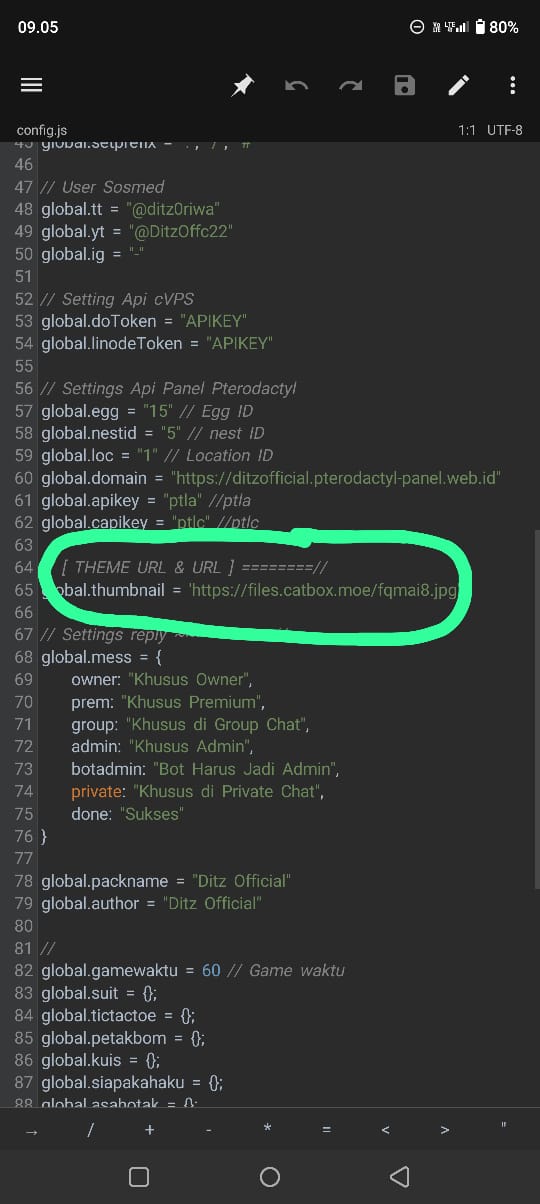 09.05
80%
config.js
1:1 UTF-8
45 global.setprefix =
46
47 // User Sosmed
48 global.tt = "@ditz0riwa"
49 global.yt = "@DitzOffc22"
50 global.ig = "-"
51
52 // Setting Api cVPS
53 global.doToken = "APIKEY"
54 global.linodeToken = "APIKEY"
55
56 // Settings Api Panel Pterodactyl
57 global.egg = "15" // Egg ID
58 global.nestid = "5" // nest ID
59 global.loc = "1" // Location ID
60 global.domain = "https://ditzofficial.pterodactyl-panel.web.id"
61 global.apikey = "ptla" //ptla
62 global.capikey = "ptlc" //ptlc
63
64 [ THEME URL & URL ] ========//
65 global.thumbnail = 'https://files.catbox.moe/fqmai8.jpg
66
67 // Settings reply
68 global.mess = {
69 owner: "Khusus Owner",
70 prem: "Khusus Premium",
71 group: "Khusus di Group Chat",
72 admin: "Khusus Admin",
73 botadmin: "Bot Harus Jadi Admin",
74 private: "Khusus di Private Chat",
75 done: "Sukses"
76 }
77
78 global.packname = "Ditz Official"
79 global.author = "Ditz Official"
80
81 //
82 global.gamewaktu = 60 // Game waktu
83 global.suit = {};
84 global.tictactoe = {};
85 global.petakbom = {};
86 global.kuis = {};
87 global.siapakahaku = {};
88 global.asahotak = {};
→ / + - * = < > "